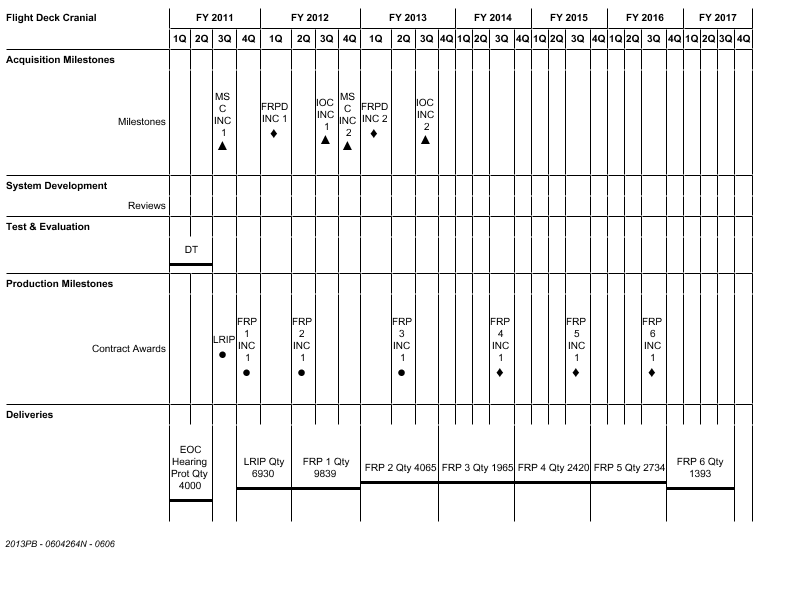 Flight Deck Cranial FY 2011 FY 2012 FY 2013 FY 2014 FY 2015 FY 2016 FY 2017
1Q 2Q 3Q 4Q 1Q 2Q 3Q 4Q 1Q 2Q 3Q 4Q 1Q 2Q 3Q 4Q 1Q 2Q 3Q 4Q 1Q 2Q 3Q 4Q 1Q 2Q 3Q 4Q
Acquisition Milestones
Milestones
MS
C
INC
1
FRPD
INC 1
IOC
INC
1
MS
C
INC
2
FRPD
INC 2
IOC
INC
2
System Development
Reviews
Test & Evaluation
DT
Production Milestones
Contract Awards
LRIP
FRP
1
INC
1
FRP
2
INC
1
FRP
3
INC
1
FRP
4
INC
1
FRP
5
INC
1
FRP
6
INC
1
Deliveries
EOC
Hearing
Prot Qty
4000
LRIP Qty
6930
FRP 1 Qty
9839
FRP 2 Qty 4065
FRP 3 Qty 1965
FRP 4 Qty 2420
FRP 5 Qty 2734
FRP 6 Qty
1393
2013PB - 0604264N - 0606